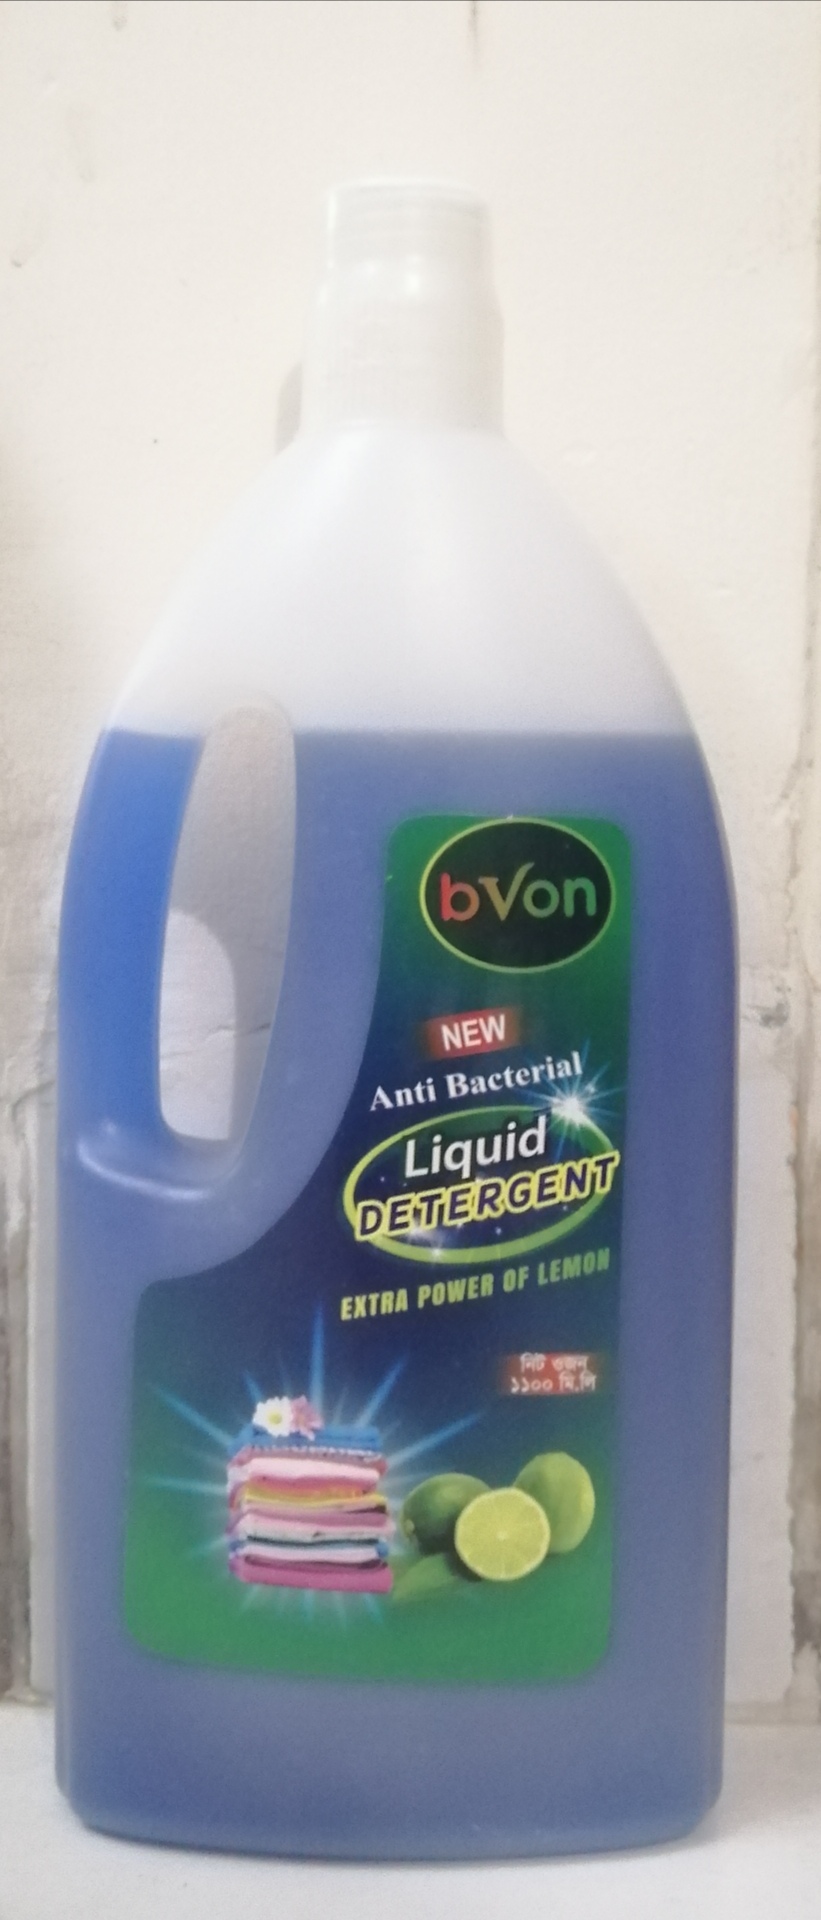 bVon
NEW
Anti Bacterial
Liquid
DETERGENT
EXTRA POWER OF LEMON
নিট ওজন
১১০০ মি.লি